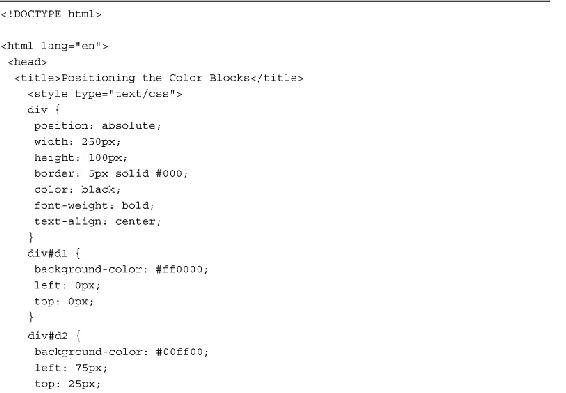 <!DOCTYPE html>
<html lang="en">
<head>
<title>Positioning the Color Blocks</title>
<style type="text/css">
div {
position: absolute;
width: 250px;
height: 100px;
border: 5px solid #000;
color: black;
font-weight: bold;
text-align: center;
}
div#d1 {
background-color: #ff0000;
left: 0px;
top: 0px;
}
div#d2 {
background-color: #00ff00;
left: 75px;
top: 25px;